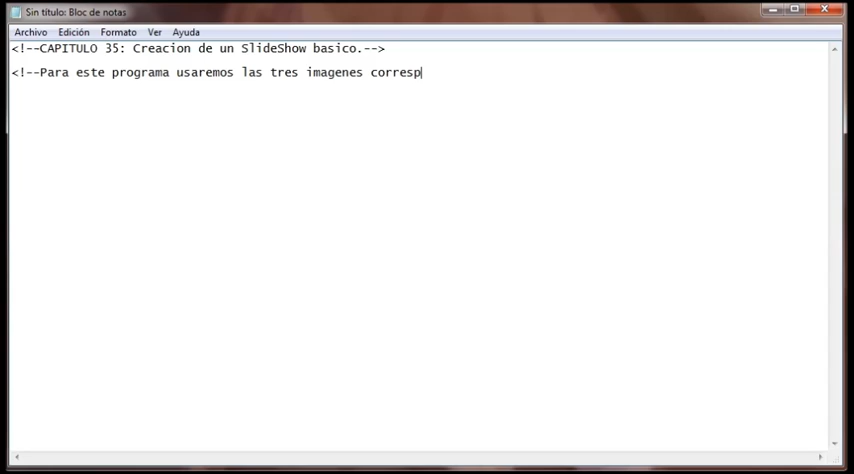 Sin título: Bloc de notas
Archivo Edición Formato Ver Ayuda
<!--CAPITULO 35: Creacion de un SlideShow basico.-->
<!--Para este programa usaremos las tres imagenes corresp